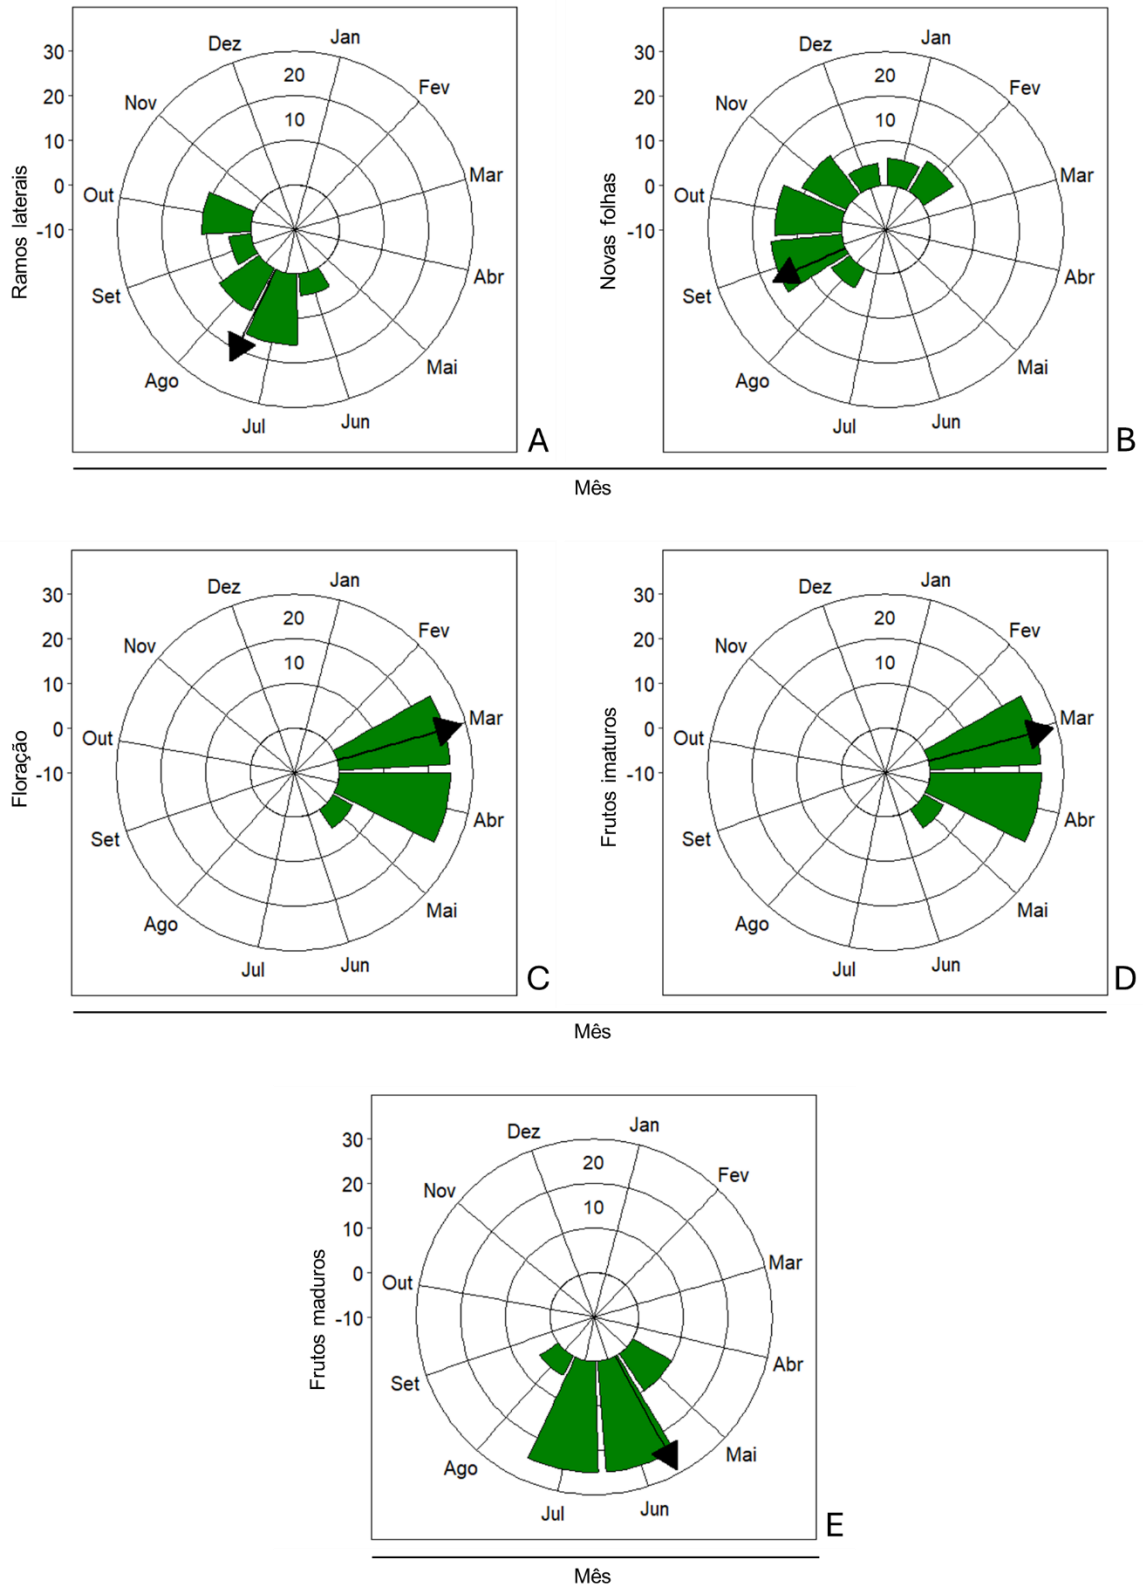 Ramos laterais
30
20
10
0
-10
20
10
Jan
Fev
Mar
Abr
Mai
Jun
Jul
Ago
Set
Out
Nov
Dez
A
Novas folhas
30
20
10
0
-10
20
10
Jan
Fev
Mar
Abr
Mai
Jun
Jul
Ago
Set
Out
Nov
Dez
B
Mês
Floração
30
20
10
0
-10
20
10
Jan
Fev
Mar
Abr
Mai
Jun
Jul
Ago
Set
Out
Nov
Dez
C
Frutos imaturos
30
20
10
0
-10
20
10
Jan
Fev
Mar
Abr
Mai
Jun
Jul
Ago
Set
Out
Nov
Dez
D
Mês
Frutos maduros
30
20
10
0
-10
20
10
Jan
Fev
Mar
Abr
Mai
Jun
Jul
Ago
Set
Out
Nov
Dez
E
Mês